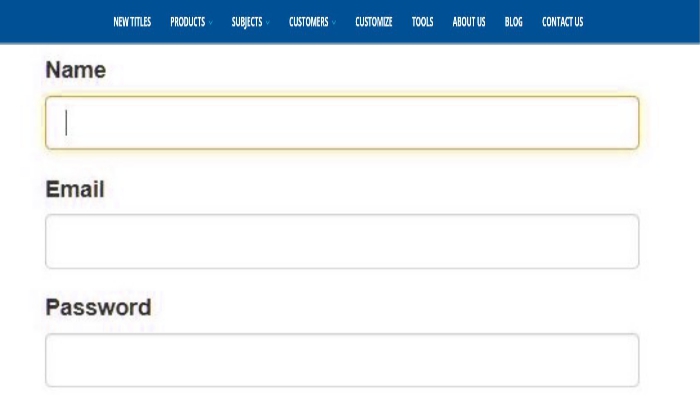 NEW TITLES PRODUCTS SUBJECTS CUSTOMERS CUSTOMIZE TOOLS ABOUT US BLOG CONTACT US
Name
Email
Password